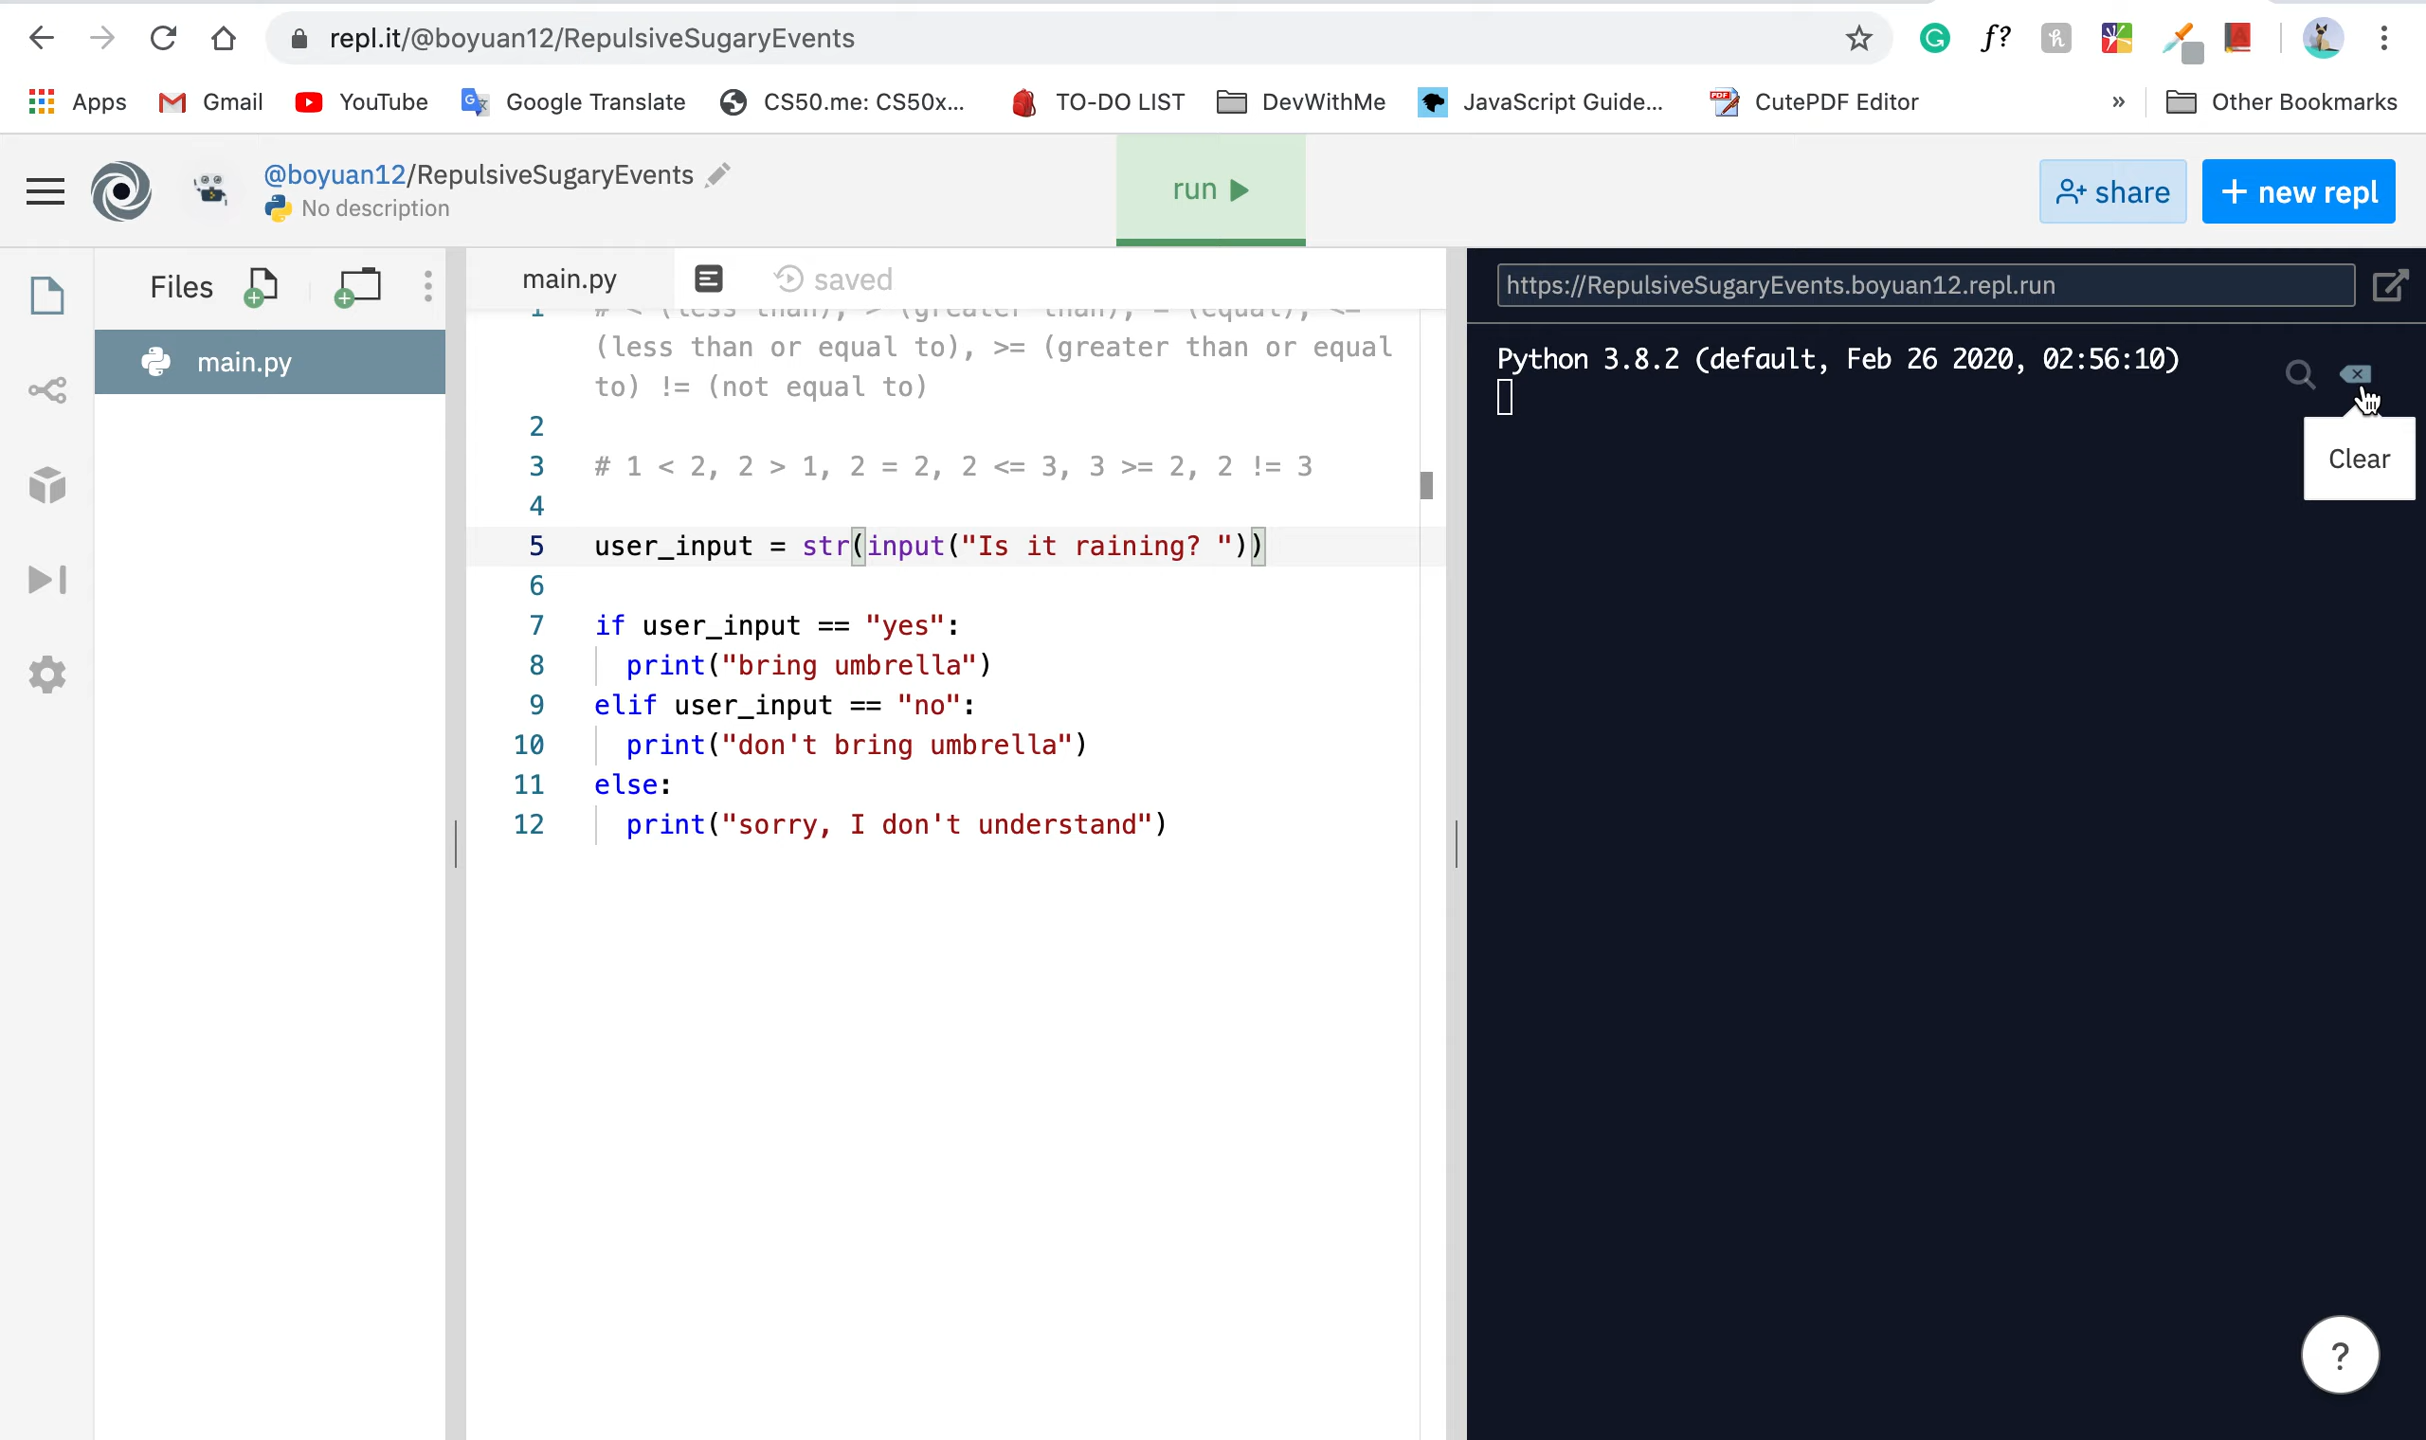 repl.it/@boyuan12/RepulsiveSugaryEvents
f?
Apps Gmail YouTube Google Translate CS50.me: CS50x... TO-DO LIST DevWithMe JavaScript Guide... CutePDF Editor » Other Bookmarks
@boyuan12/RepulsiveSugaryEvents
No description
run
share
+ new repl
Files
main.py
main.py
saved
1 # < (less than), > (greater than), = (equal), <=
(less than or equal to), >= (greater than or equal
to) != (not equal to)
2
3 # 1 < 2, 2 > 1, 2 = 2, 2 <= 3, 3 >= 2, 2 != 3
4
5 user_input = str(input("Is it raining? "))
6
7 if user_input == "yes":
8 print("bring umbrella")
9 elif user_input == "no":
10 print("don't bring umbrella")
11 else:
12 print("sorry, I don't understand")
https://RepulsiveSugaryEvents.boyuan12.repl.run
Python 3.8.2 (default, Feb 26 2020, 02:56:10)
Clear
?